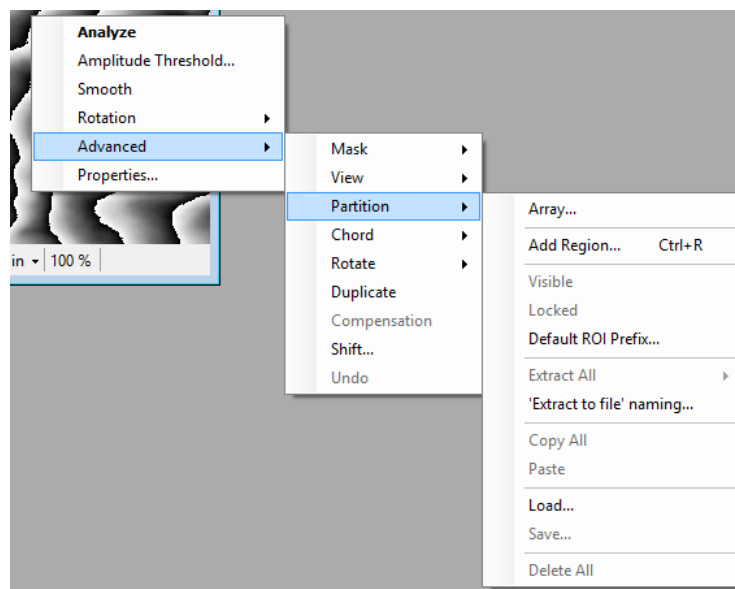 Analyze
Amplitude Threshold...
Smooth
Rotation
Advanced
Properties...
in
100 %
Mask
View
Partition
Chord
Rotate
Duplicate
Compensation
Shift...
Undo
Array...
Add Region... Ctrl+R
Visible
Locked
Default ROI Prefix...
Extract All
'Extract to file' naming...
Copy All
Paste
Load...
Save...
Delete All